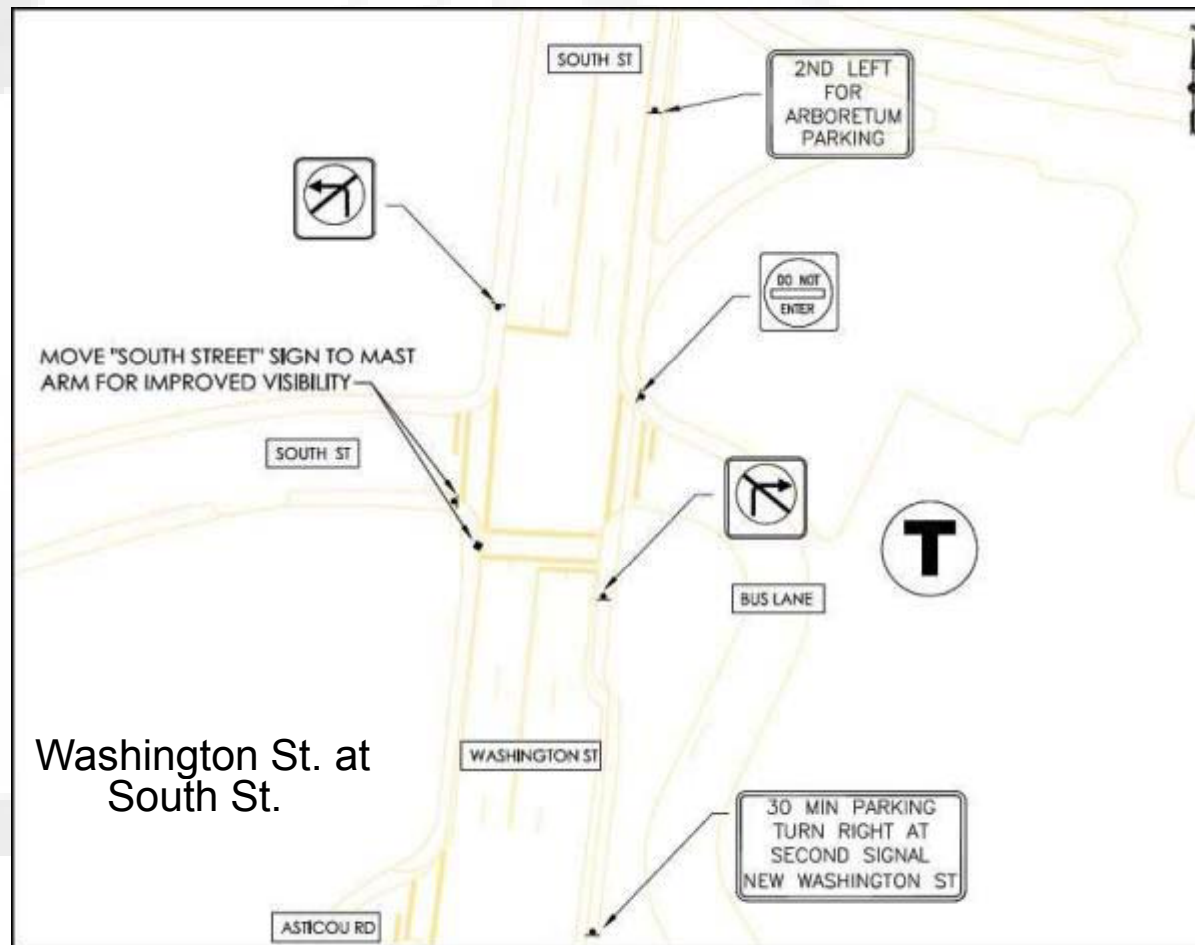 SOUTH ST
2ND LEFT
FOR
ARBORETUM
PARKING
DO NOT
ENTER
MOVE "SOUTH STREET" SIGN TO MAST
ARM FOR IMPROVED VISIBILITY
SOUTH ST
T
BUS LANE
WASHINGTON ST
Washington St. at
South St.
30 MIN PARKING
TURN RIGHT AT
SECOND SIGNAL
NEW WASHINGTON ST
ASTICOU RD